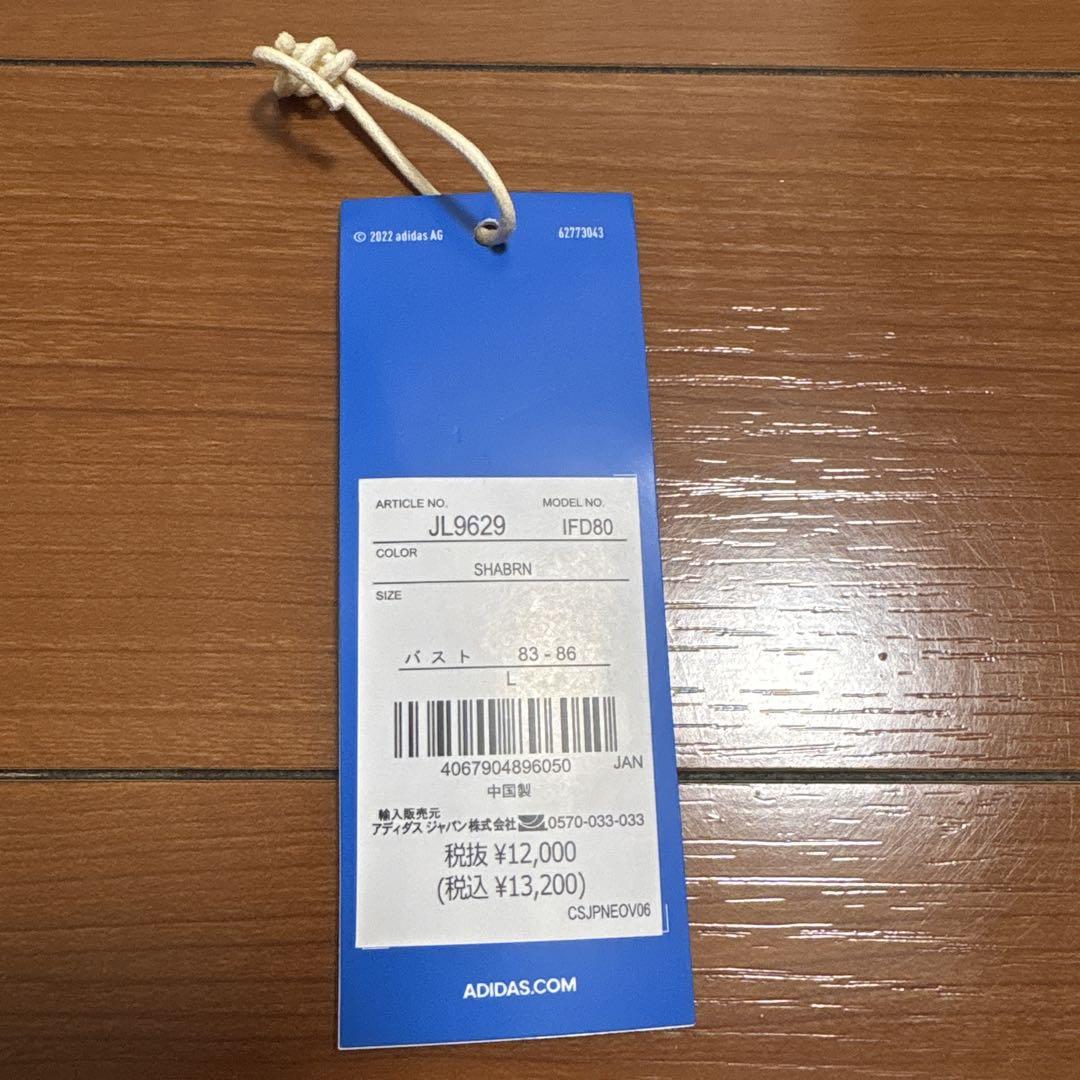 © 2022 adidas AG 62773043
ARTICLE NO. MODEL NO.
JL9629 IFD80
COLOR
SHABRN
SIZE
バスト 83 - 86
L
4067904896050 JAN
中国製
輸入販売元
アディダス ジャパン株式会社 0570-033-033
税抜 ¥12,000
(税込 ¥13,200)
CSJPNEOV06
ADIDAS.COM